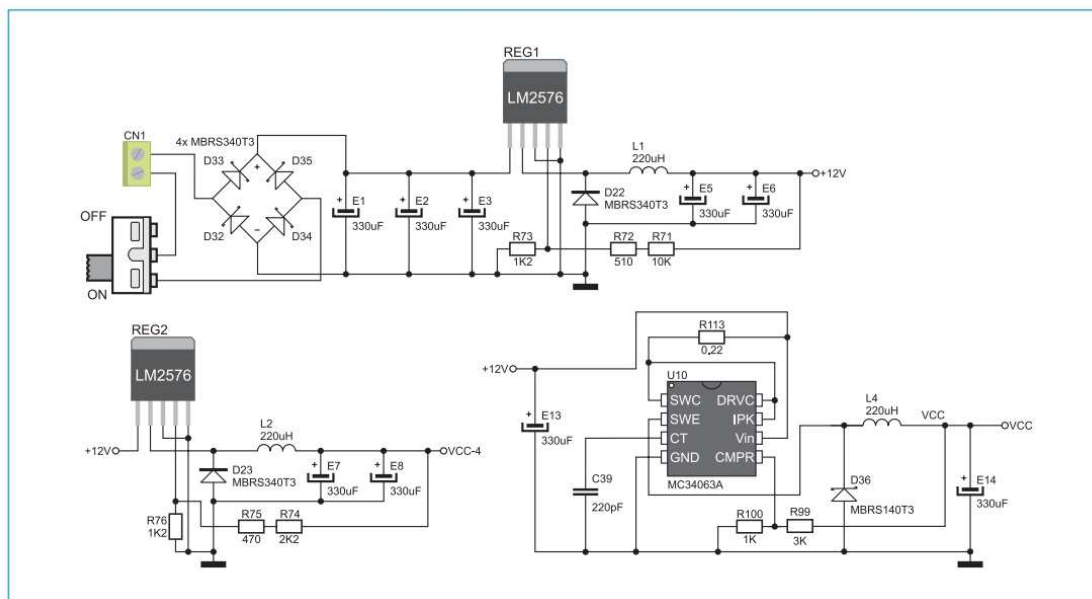 REG1
LM2576
CN1
4x MBRS340T3
D33
D35
D32
D34
+
−
OFF
ON
+
E1
330uF
+
E2
330uF
+
E3
330uF
L1
220uH
D22
MBRS340T3
+
E5
330uF
+
E6
330uF
+12V
R73
1K2
R72
510
R71
10K
REG2
LM2576
+12V
L2
220uH
D23
MBRS340T3
+
E7
330uF
+
E8
330uF
VCC-4
R76
1K2
R75
470
R74
2K2
+12V
+
E13
330uF
R113
0,22
U10
SWC
DRVC
SWE
IPK
CT
Vin
GND
CMPR
MC34063A
C39
220pF
R100
1K
R99
3K
L4
220uH
VCC
VCC
D36
MBRS140T3
+
E14
330uF